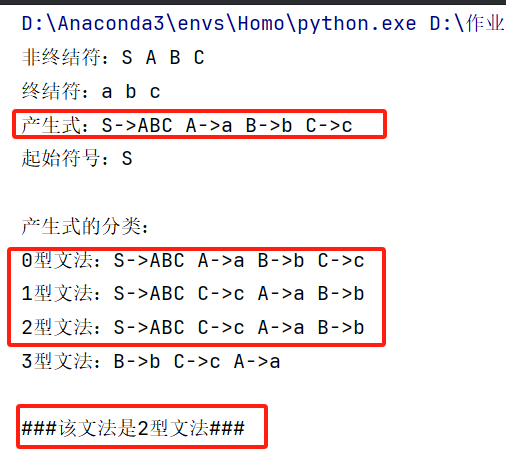 D:\Anaconda3\envs\Homo\python.exe D:\作业
非终结符：S A B C
终结符：a b c
产生式：S->ABC A->a B->b C->c
起始符号：S
产生式的分类：
0型文法：S->ABC A->a B->b C->c
1型文法：S->ABC C->c A->a B->b
2型文法：S->ABC C->c A->a B->b
3型文法：B->b C->c A->a
###该文法是2型文法###